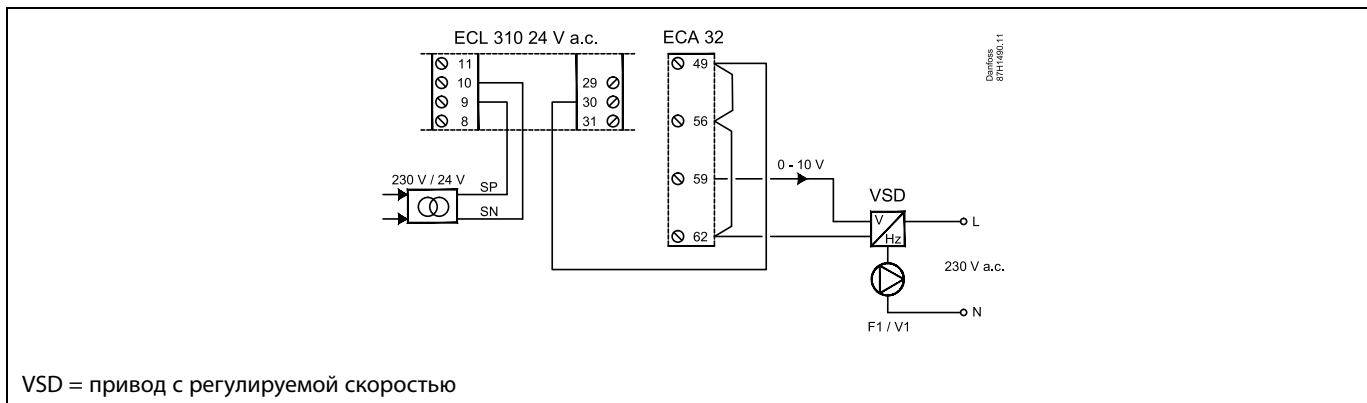 ECL 310 24 V a.c.
ECA 32
Danfoss
87H1490.11
11
10
9
8
29
30
31
49
56
59
62
0 - 10 V
230 V / 24 V
SP
SN
VSD
V
Hz
L
230 V a.c.
N
F1 / V1
VSD = привод с регулируемой скоростью